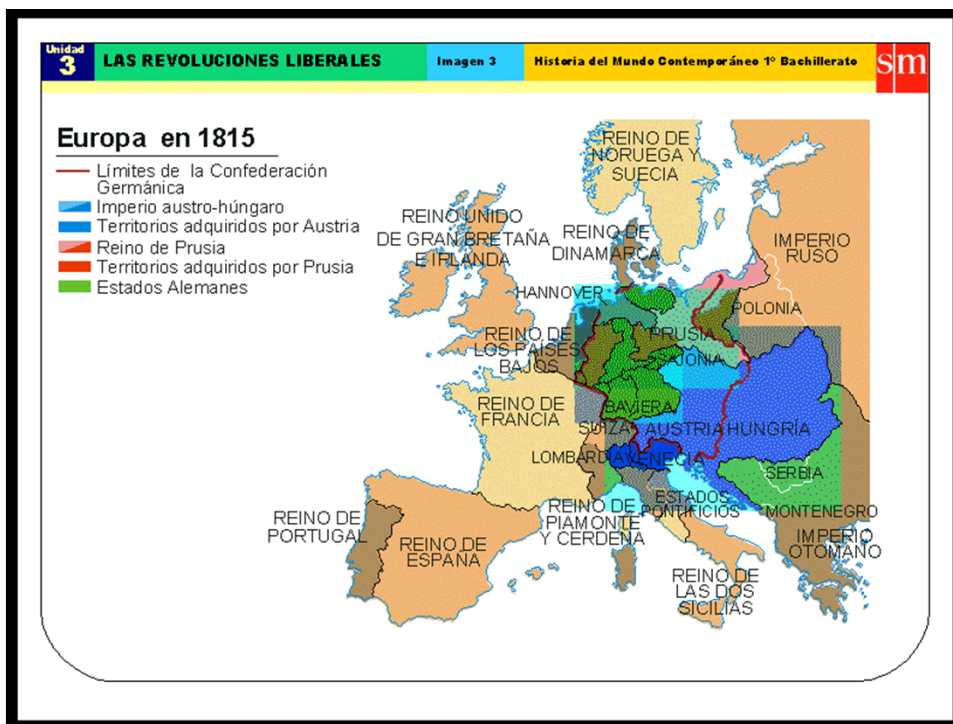 Unidad
3
LAS REVOLUCIONES LIBERALES
Imagen 3
Historia del Mundo Contemporáneo 1º Bachillerato
sm
Europa en 1815
Límites de la Confederación
Germánica
Imperio austro-húngaro
Territorios adquiridos por Austria
Reino de Prusia
Territorios adquiridos por Prusia
Estados Alemanes
REINO DE
NORUEGA Y
SUECIA
REINO UNIDO
DE GRAN BRETAÑA
E IRLANDA
REINO DE
DINAMARCA
IMPERIO
RUSO
HANNOVER
POLONIA
REINO DE
LOS PAÍSES
BAJOS
PRUSIA
SAJONIA
REINO DE
FRANCIA
BAVIERA
SUIZA
AUSTRIA HUNGRÍA
LOMBARDIA
VENECIA
SERBIA
REINO DE
PIAMONTE
Y CERDEÑA
ESTADOS
PONTIFICIOS
MONTENEGRO
REINO DE
PORTUGAL
REINO DE
ESPAÑA
IMPERIO
OTOMANO
REINO DE
LAS DOS
SICILIAS